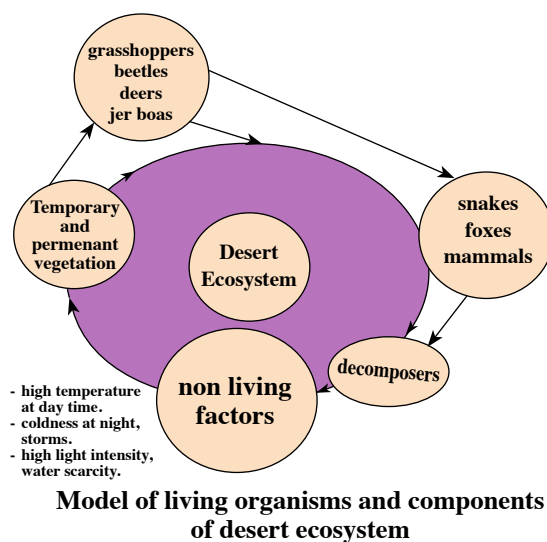 grasshoppers
beetles
deers
jer boas
Temporary
and
permenant
vegetation
Desert
Ecosystem
snakes
foxes
mammals
decomposers
non living
factors
- high temperature
at day time.
- coldness at night,
storms.
- high light intensity,
water scarcity.
Model of living organisms and components
of desert ecosystem